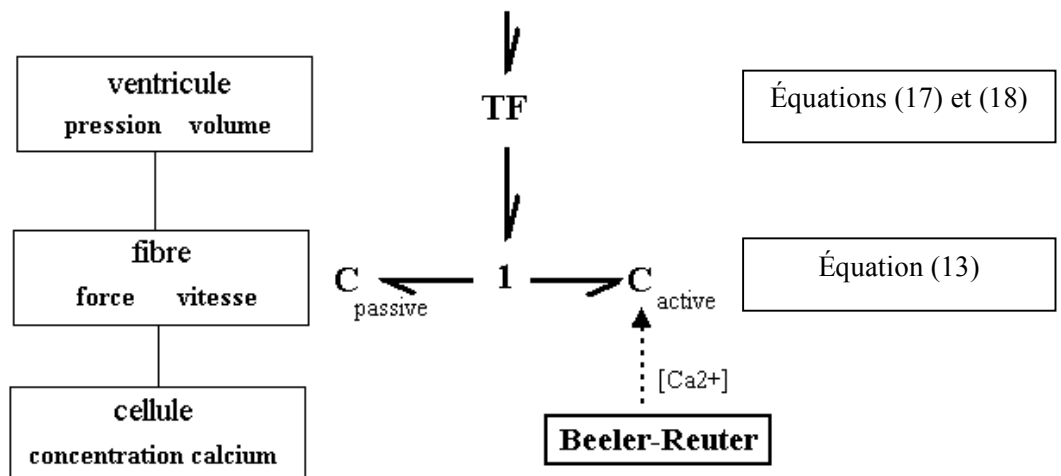 ventricule
pression volume
TF
Équations (17) et (18)
fibre
force vitesse
C passive
1
C active
Équation (13)
cellule
concentration calcium
[Ca2+]
Beeler-Reuter